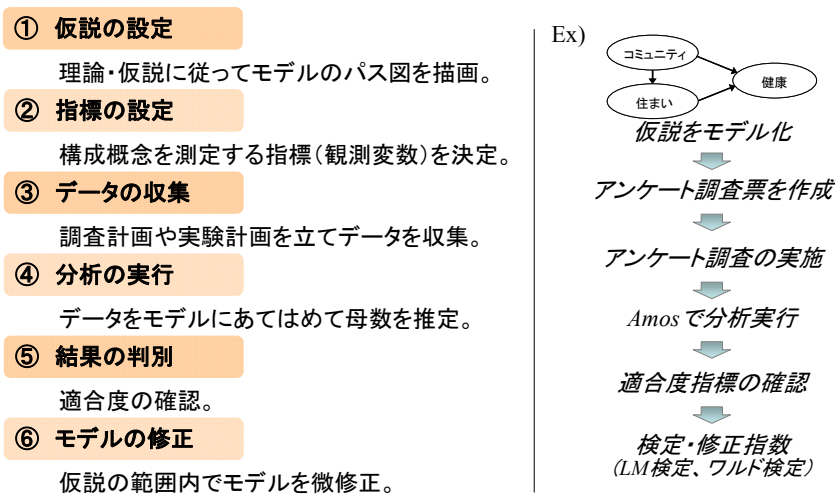 ① 仮説の設定
理論・仮説に従ってモデルのパス図を描画。
② 指標の設定
構成概念を測定する指標(観測変数)を決定。
③ データの収集
調査計画や実験計画を立てデータを収集。
④ 分析の実行
データをモデルにあてはめて母数を推定。
⑤ 結果の判別
適合度の確認。
⑥ モデルの修正
仮説の範囲内でモデルを微修正。
Ex)
コミュニティ
健康
住まい
仮説をモデル化
アンケート調査票を作成
アンケート調査の実施
Amosで分析実行
適合度指標の確認
検定・修正指数
(LM検定、ワルド検定)